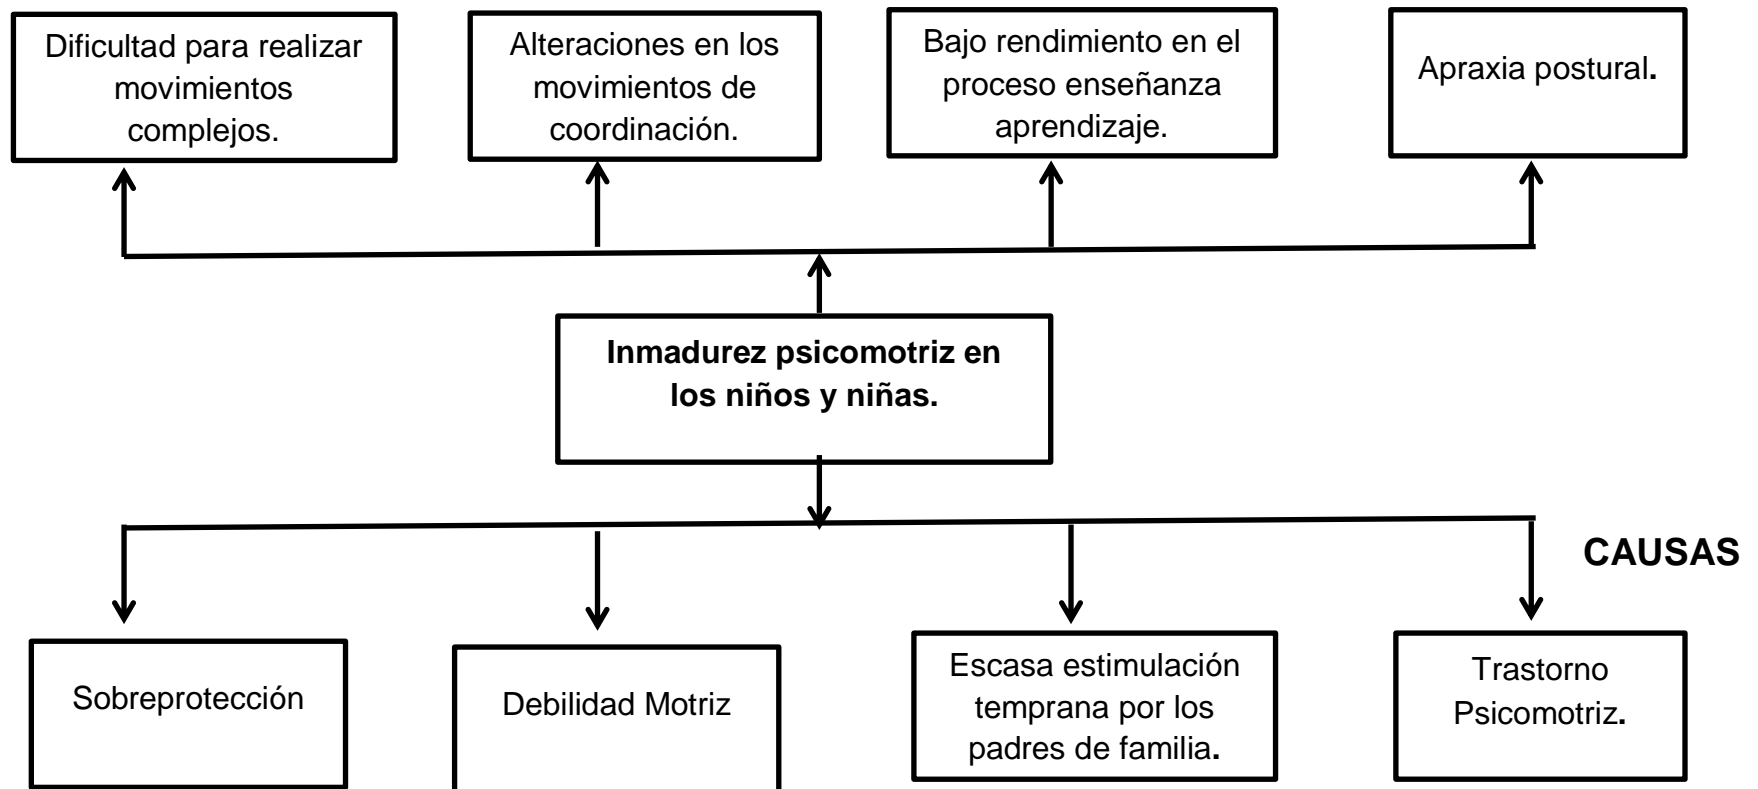 Dificultad para realizar
movimientos
complejos.
Alteraciones en los
movimientos de
coordinación.
Bajo rendimiento en el
proceso enseñanza
aprendizaje.
Apraxia postural.
Inmadurez psicomotriz en
los niños y niñas.
CAUSAS
Sobreprotección
Debilidad Motriz
Escasa estimulación
temprana por los
padres de familia.
Trastorno
Psicomotriz.